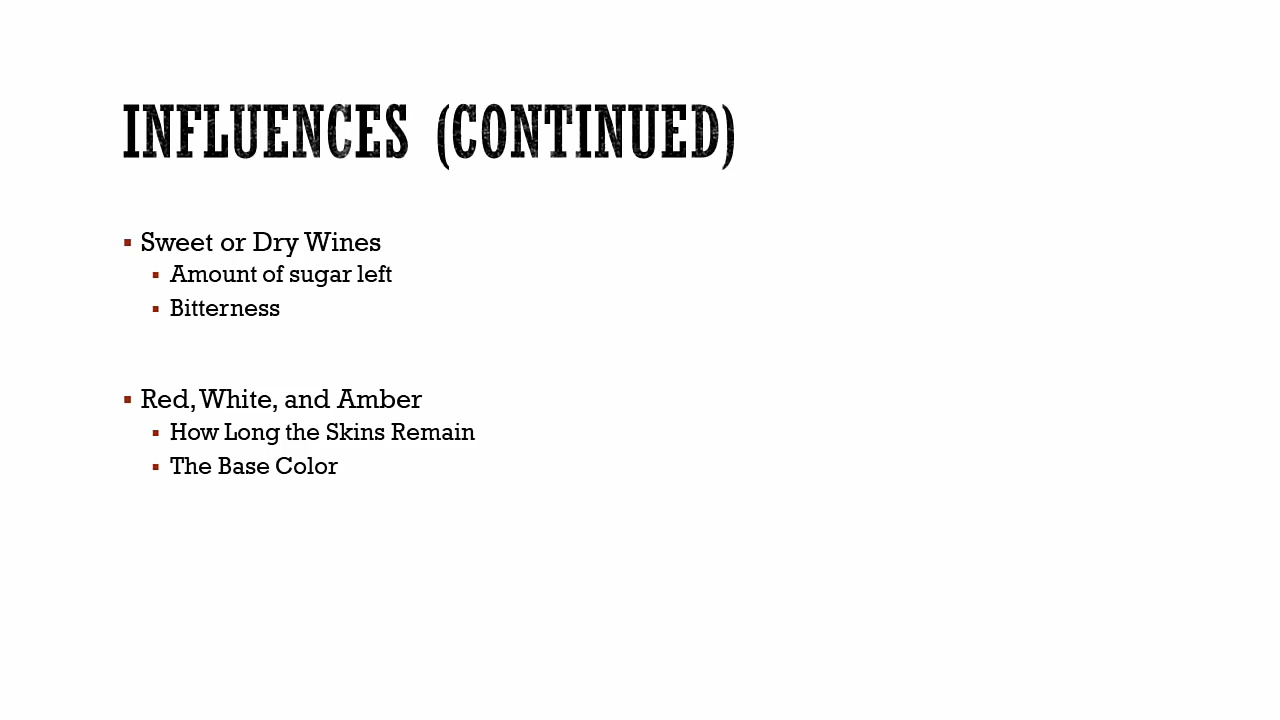 INFLUENCES (CONTINUED)
▪ Sweet or Dry Wines
▪ Amount of sugar left
▪ Bitterness
▪ Red, White, and Amber
▪ How Long the Skins Remain
▪ The Base Color